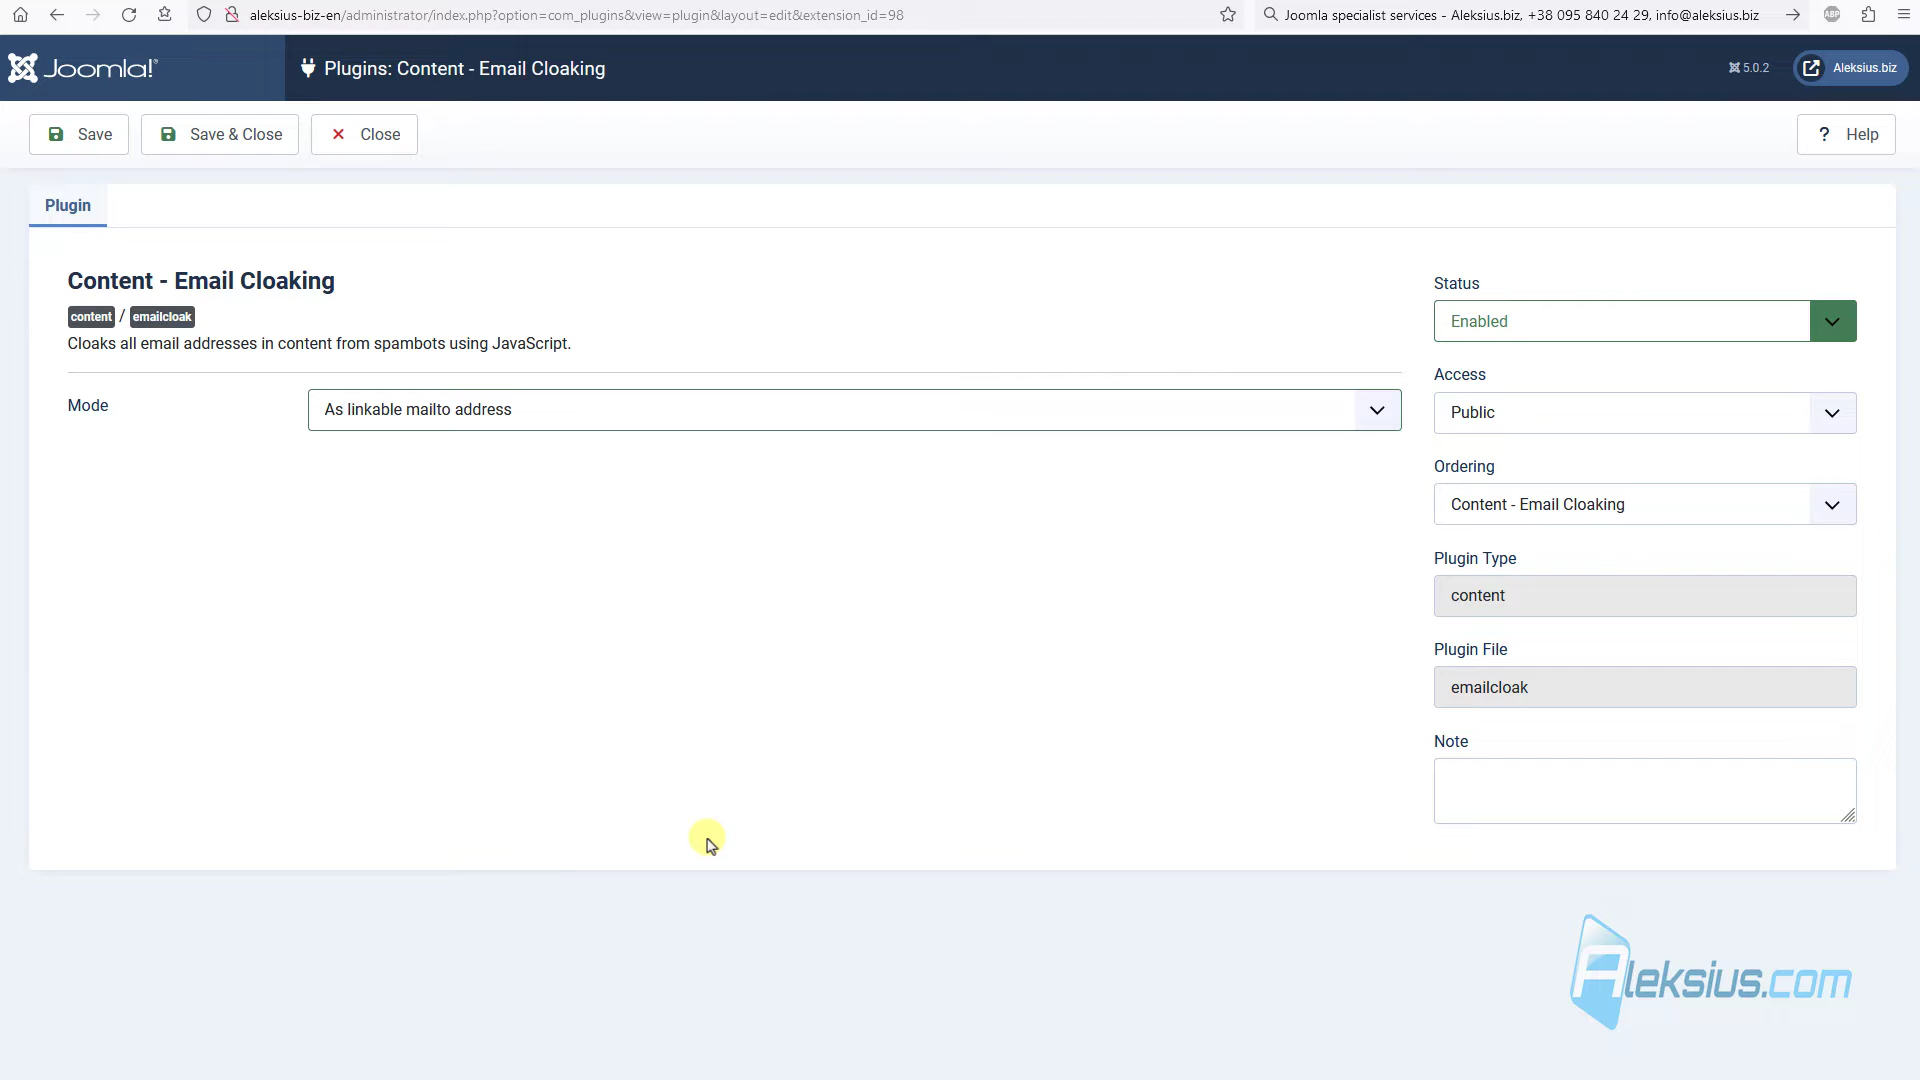 aleksius-biz-en/administrator/index.php?option=com_plugins&view=plugin&layout=edit&extension_id=98
Joomla specialist services - Aleksius.biz, +38 095 840 24 29, info@aleksius.biz
ABP
Joomla!®
Plugins: Content - Email Cloaking
5.0.2
Aleksius.biz
Save
Save & Close
Close
? Help
Plugin
Content - Email Cloaking
content / emailcloak
Cloaks all email addresses in content from spambots using JavaScript.
Mode
As linkable mailto address
Status
Enabled
Access
Public
Ordering
Content - Email Cloaking
Plugin Type
content
Plugin File
emailcloak
Note
Aleksius.com